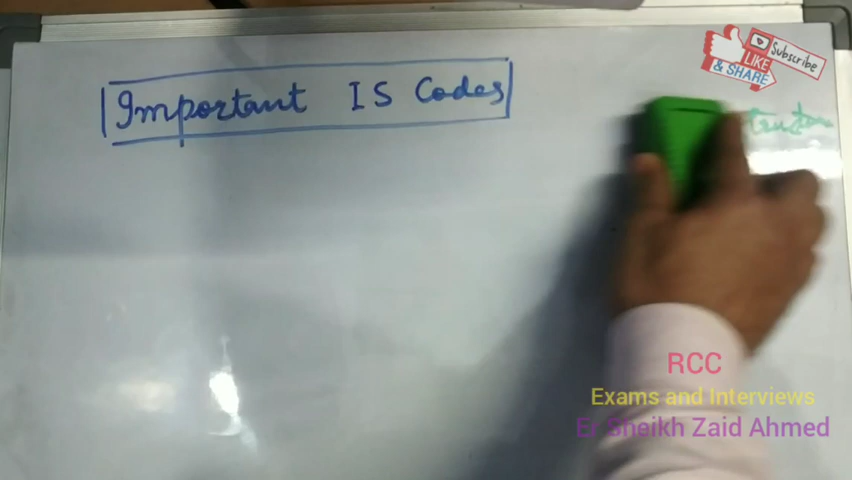 Important IS Codes
Subscribe
LIKE
& SHARE
RCC
Exams and Interviews
Er Sheikh Zaid Ahmed